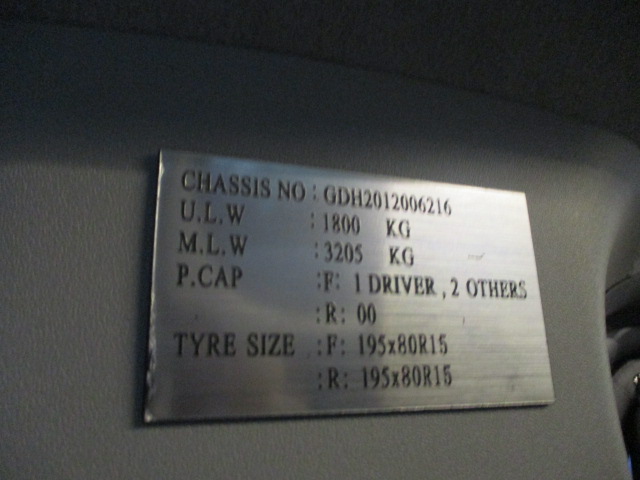 CHASSIS NO : GDH2012006216
U.L.W : 1800 KG
M.L.W : 3205 KG
P.CAP :F: 1 DRIVER , 2 OTHERS
:R: 00
TYRE SIZE :F: 195x80R15
:R: 195x80R15